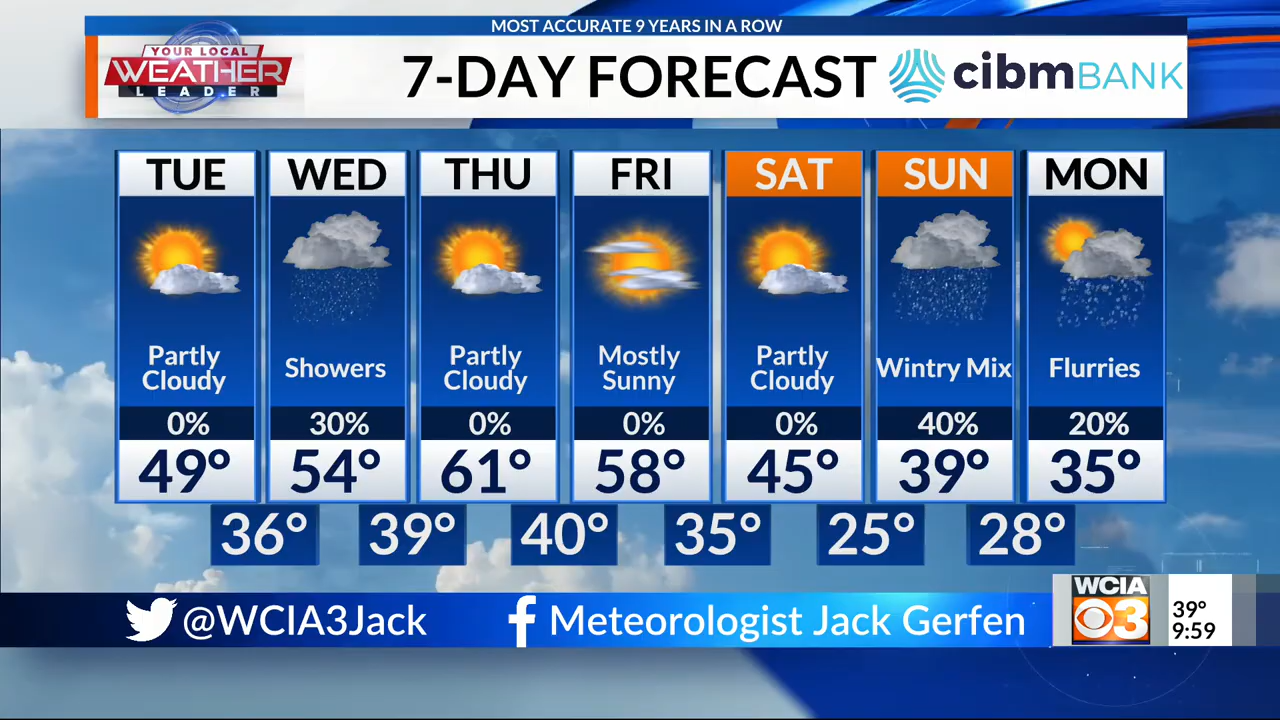 MOST ACCURATE 9 YEARS IN A ROW
YOUR LOCAL
WEATHER
LEADER
7-DAY FORECAST
cibm BANK
TUE WED THU FRI SAT SUN MON
Partly Cloudy Showers Partly Cloudy Mostly Sunny Partly Cloudy Wintry Mix Flurries
0% 30% 0% 0% 0% 40% 20%
49° 54° 61° 58° 45° 39° 35°
36° 39° 40° 35° 25° 28°
@WCIA3Jack
Meteorologist Jack Gerfen
WCIA
3
39°
9:59